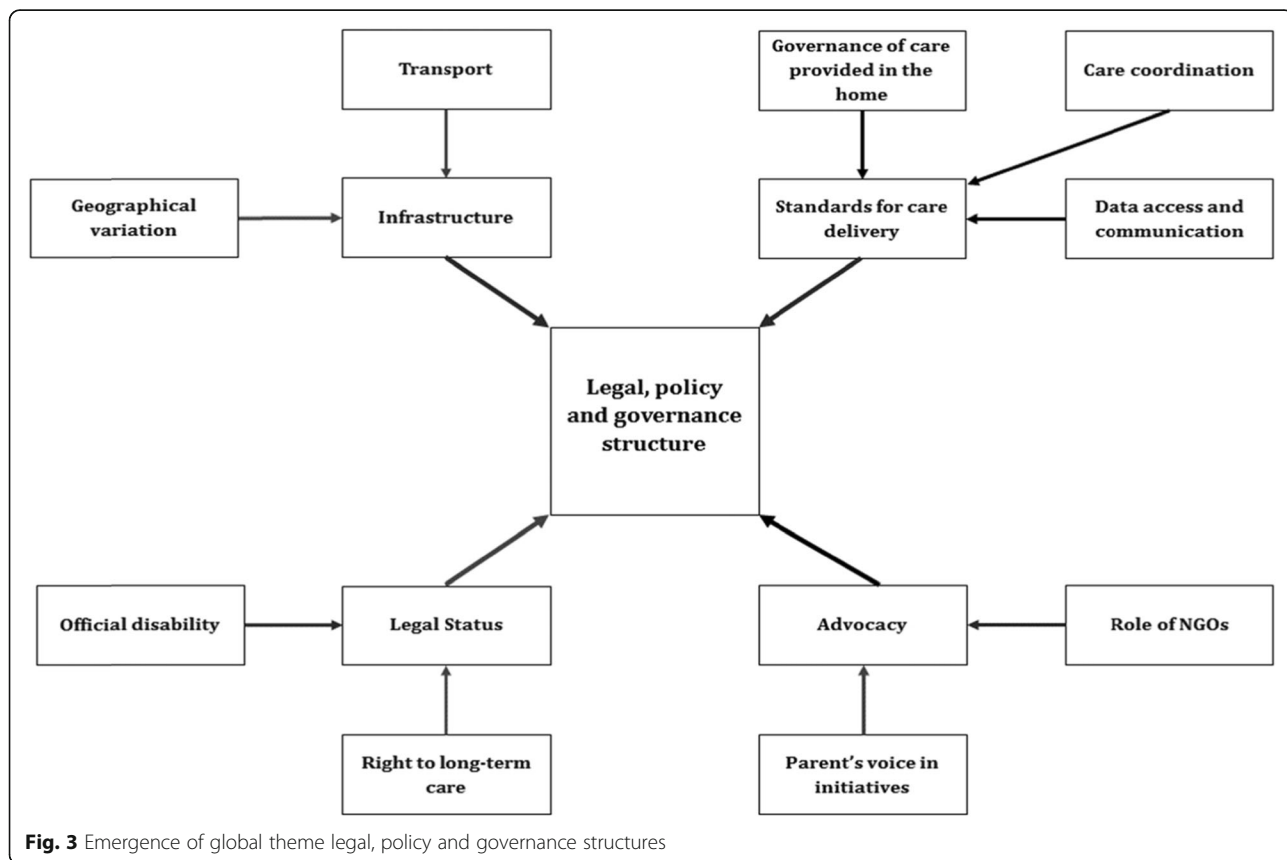 Transport
Governance of care
provided in the
home
Care coordination
Geographical
variation
Infrastructure
Standards for care
delivery
Data access and
communication
Legal, policy
and governance
structure
Official disability
Legal Status
Advocacy
Role of NGOs
Right to long-term
care
Parent's voice in
initiatives
Fig. 3 Emergence of global theme legal, policy and governance structures